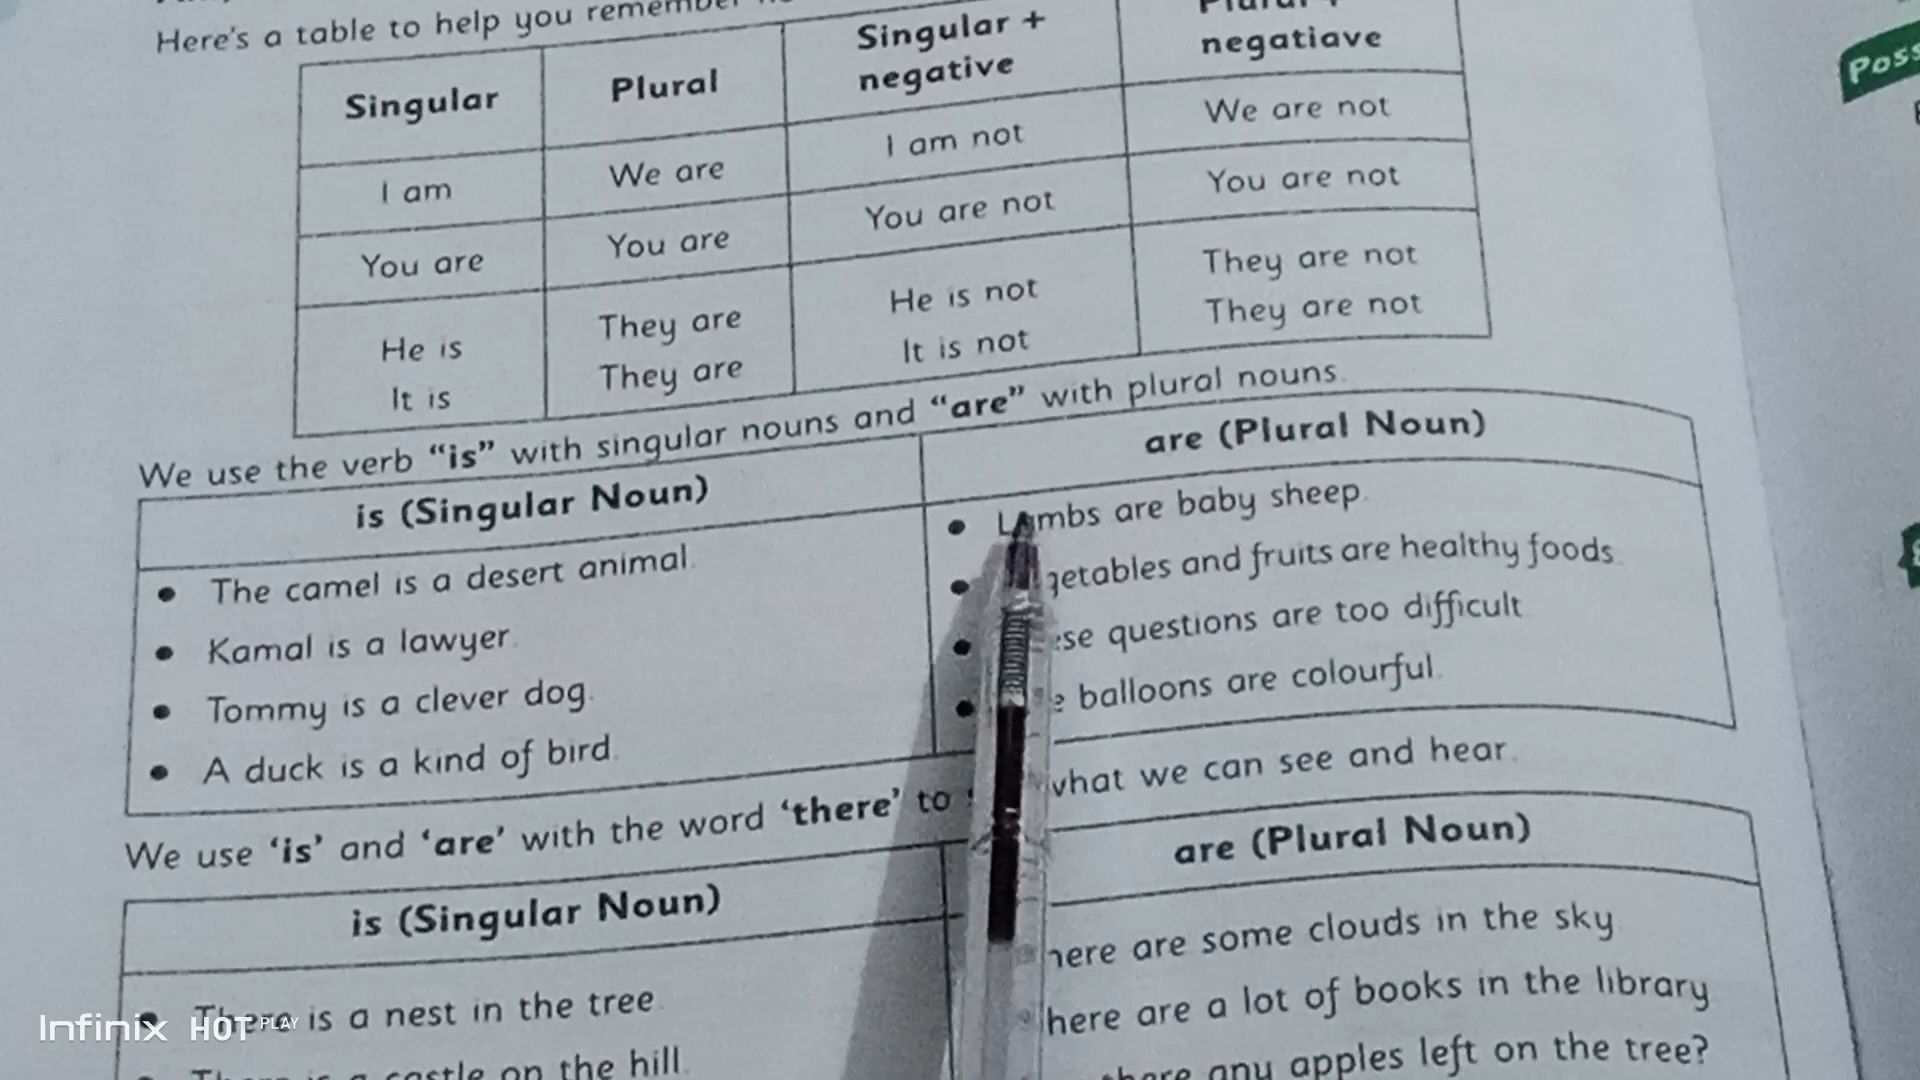 Here's a table to help you remember
Singular
Plural
Singular +
negative
negatiave
I am
We are
I am not
We are not
You are
You are
You are not
You are not
He is
They are
He is not
They are not
It is
They are
It is not
They are not
We use the verb "is" with singular nouns and "are" with plural nouns.
is (Singular Noun)
are (Plural Noun)
• The camel is a desert animal.
• Kamal is a lawyer.
• Tommy is a clever dog.
• A duck is a kind of bird.
• Lambs are baby sheep.
• and fruits are healthy foods.
• questions are too difficult
• balloons are colourful.
We use 'is' and 'are' with the word 'there' to what we can see and hear.
is (Singular Noun)
are (Plural Noun)
• There is a nest in the tree.
castle on the hill.
are some clouds in the sky
are a lot of books in the library
any apples left on the tree?
Poss
Infinix HOT PLAY